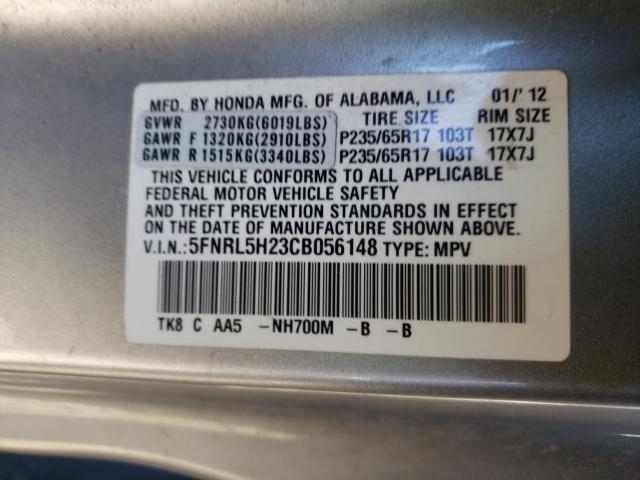 MFD. BY HONDA MFG. OF ALABAMA, LLC 01/'12
GVWR 2730KG(6019LBS) TIRE SIZE RIM SIZE
GAWR F 1320KG(2910LBS) P235/65R17 103T 17X7J
GAWR R 1515KG(3340LBS) P235/65R17 103T 17X7J
THIS VEHICLE CONFORMS TO ALL APPLICABLE
FEDERAL MOTOR VEHICLE SAFETY
AND THEFT PREVENTION STANDARDS IN EFFECT
ON THE DATE OF MANUFACTURE SHOWN ABOVE.
V.I.N.: 5FNRL5H23CB056148 TYPE: MPV
TK8 C AA5 -NH700M -B -B